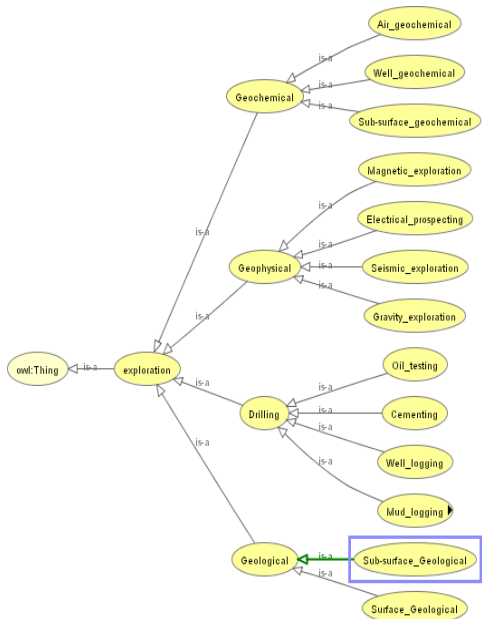 Air_geochemical
is-a
Well_geochemical
is-a
Geochemical
is-a
Sub-surface_geochemical
Magnetic_exploration
is-a
Electrical_prospecting
is-a
is-a
Geophysical
is-a
Seismic_exploration
is-a
Gravity_exploration
is-a
owl:Thing
is-a
exploration
Oil_testing
is-a
is-a
Drilling
is-a
Cementing
is-a
is-a
Well_logging
is-a
Mud_logging
is-a
Geological
Sub-surface_Geological
is-a
Surface_Geological